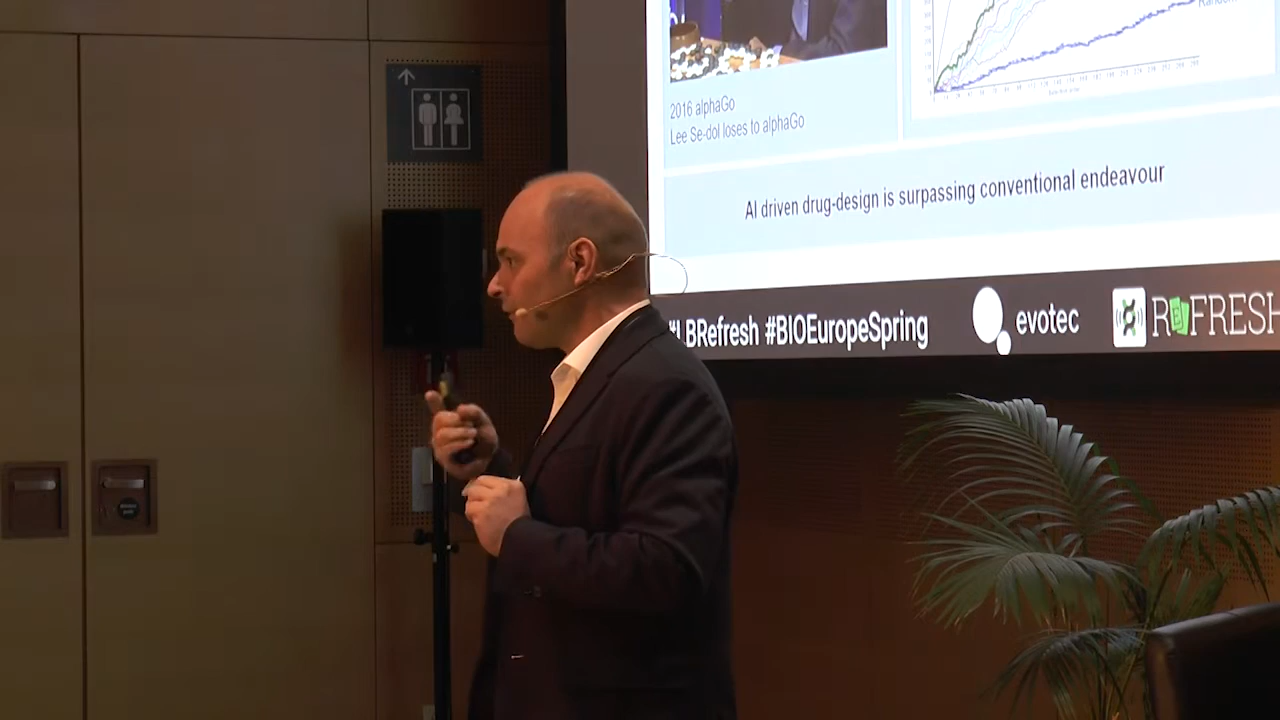 Random
2016 alphaGo
Lee Se-dol loses to alphaGo
AI driven drug-design is surpassing conventional endeavour
#LBRefresh #BIOEuropeSpring
evotec
REFRESH